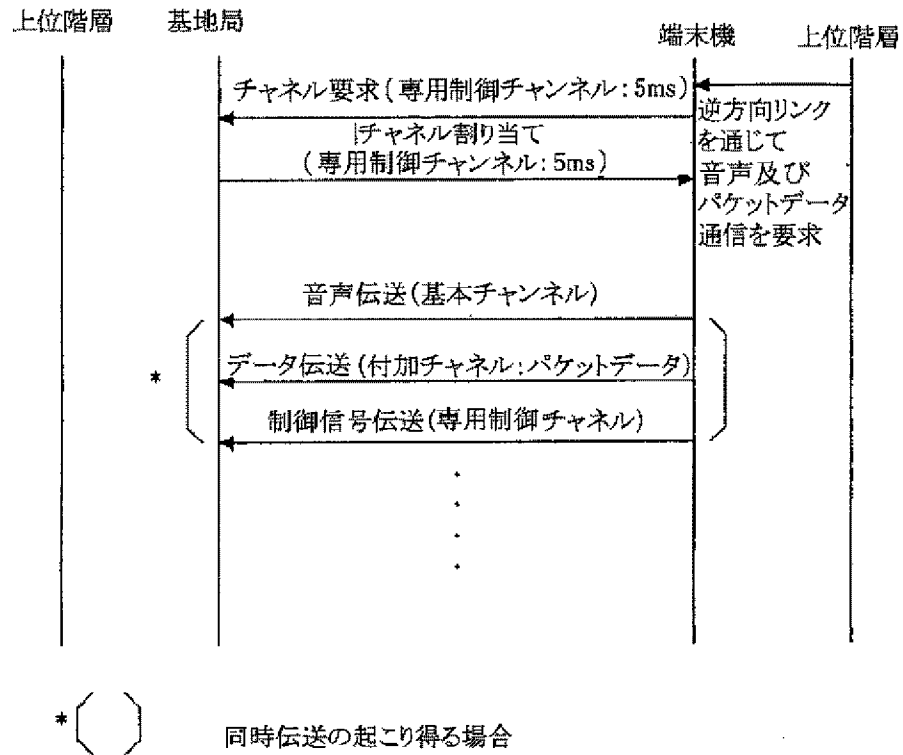 上位階層
基地局
端末機
上位階層
チャネル要求(専用制御チャンネル:5ms)
チャネル割り当て
(専用制御チャンネル:5ms)
逆方向リンク
を通じて
音声及び
パケットデータ
通信を要求
音声伝送(基本チャンネル)
データ伝送(付加チャネル:パケットデータ)
制御信号伝送(専用制御チャネル)
*
* 同時伝送の起こり得る場合